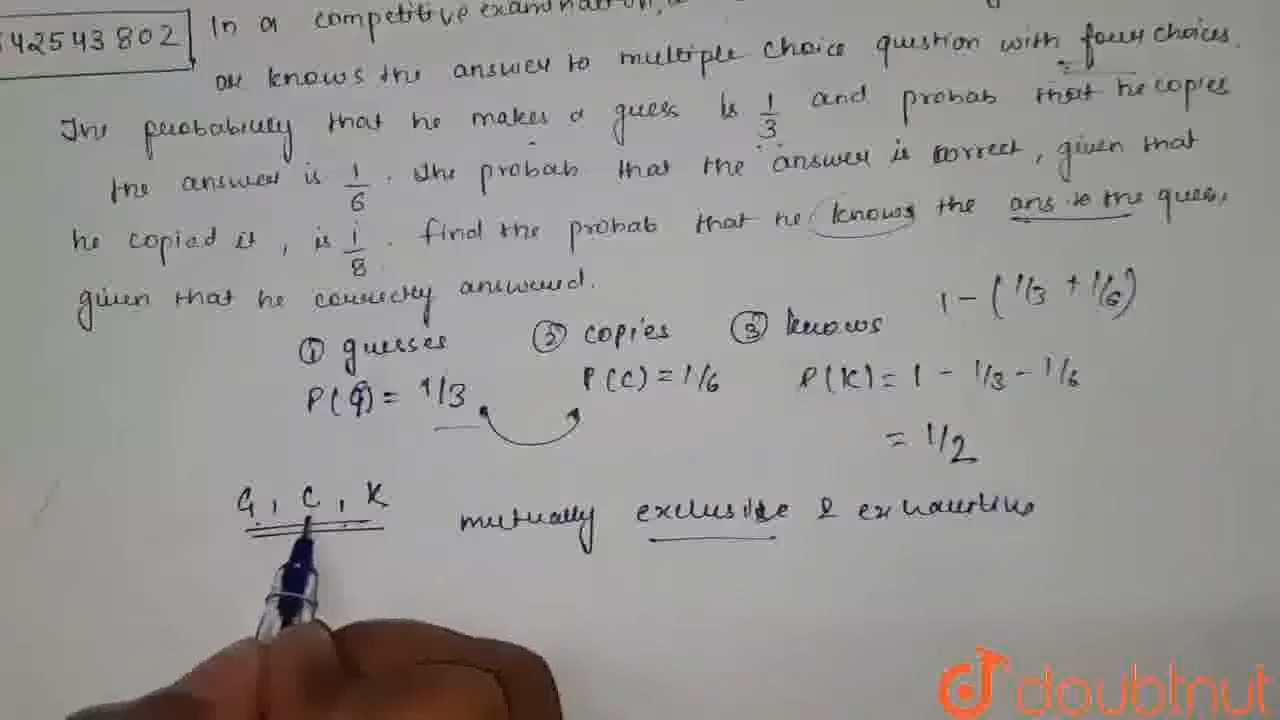 42543802 In a competitive examination,
or knows the answer to multiple choice question with four choices.
The probability that he makes a guess is 1/3 and probab that he copies
the answer is 1/6. The probab that the answer is correct, given that
he copied it, is 1/8. find the probab that he knows the ans to the ques,
given that he correctly answered.
1 - (1/3 + 1/6)
① guesses ② copies ③ knows
P(G) = 1/3 P(C) = 1/6 P(K) = 1 - 1/3 - 1/6
= 1/2
G, C, K mutually exclusive & exhaustive
doubtnut